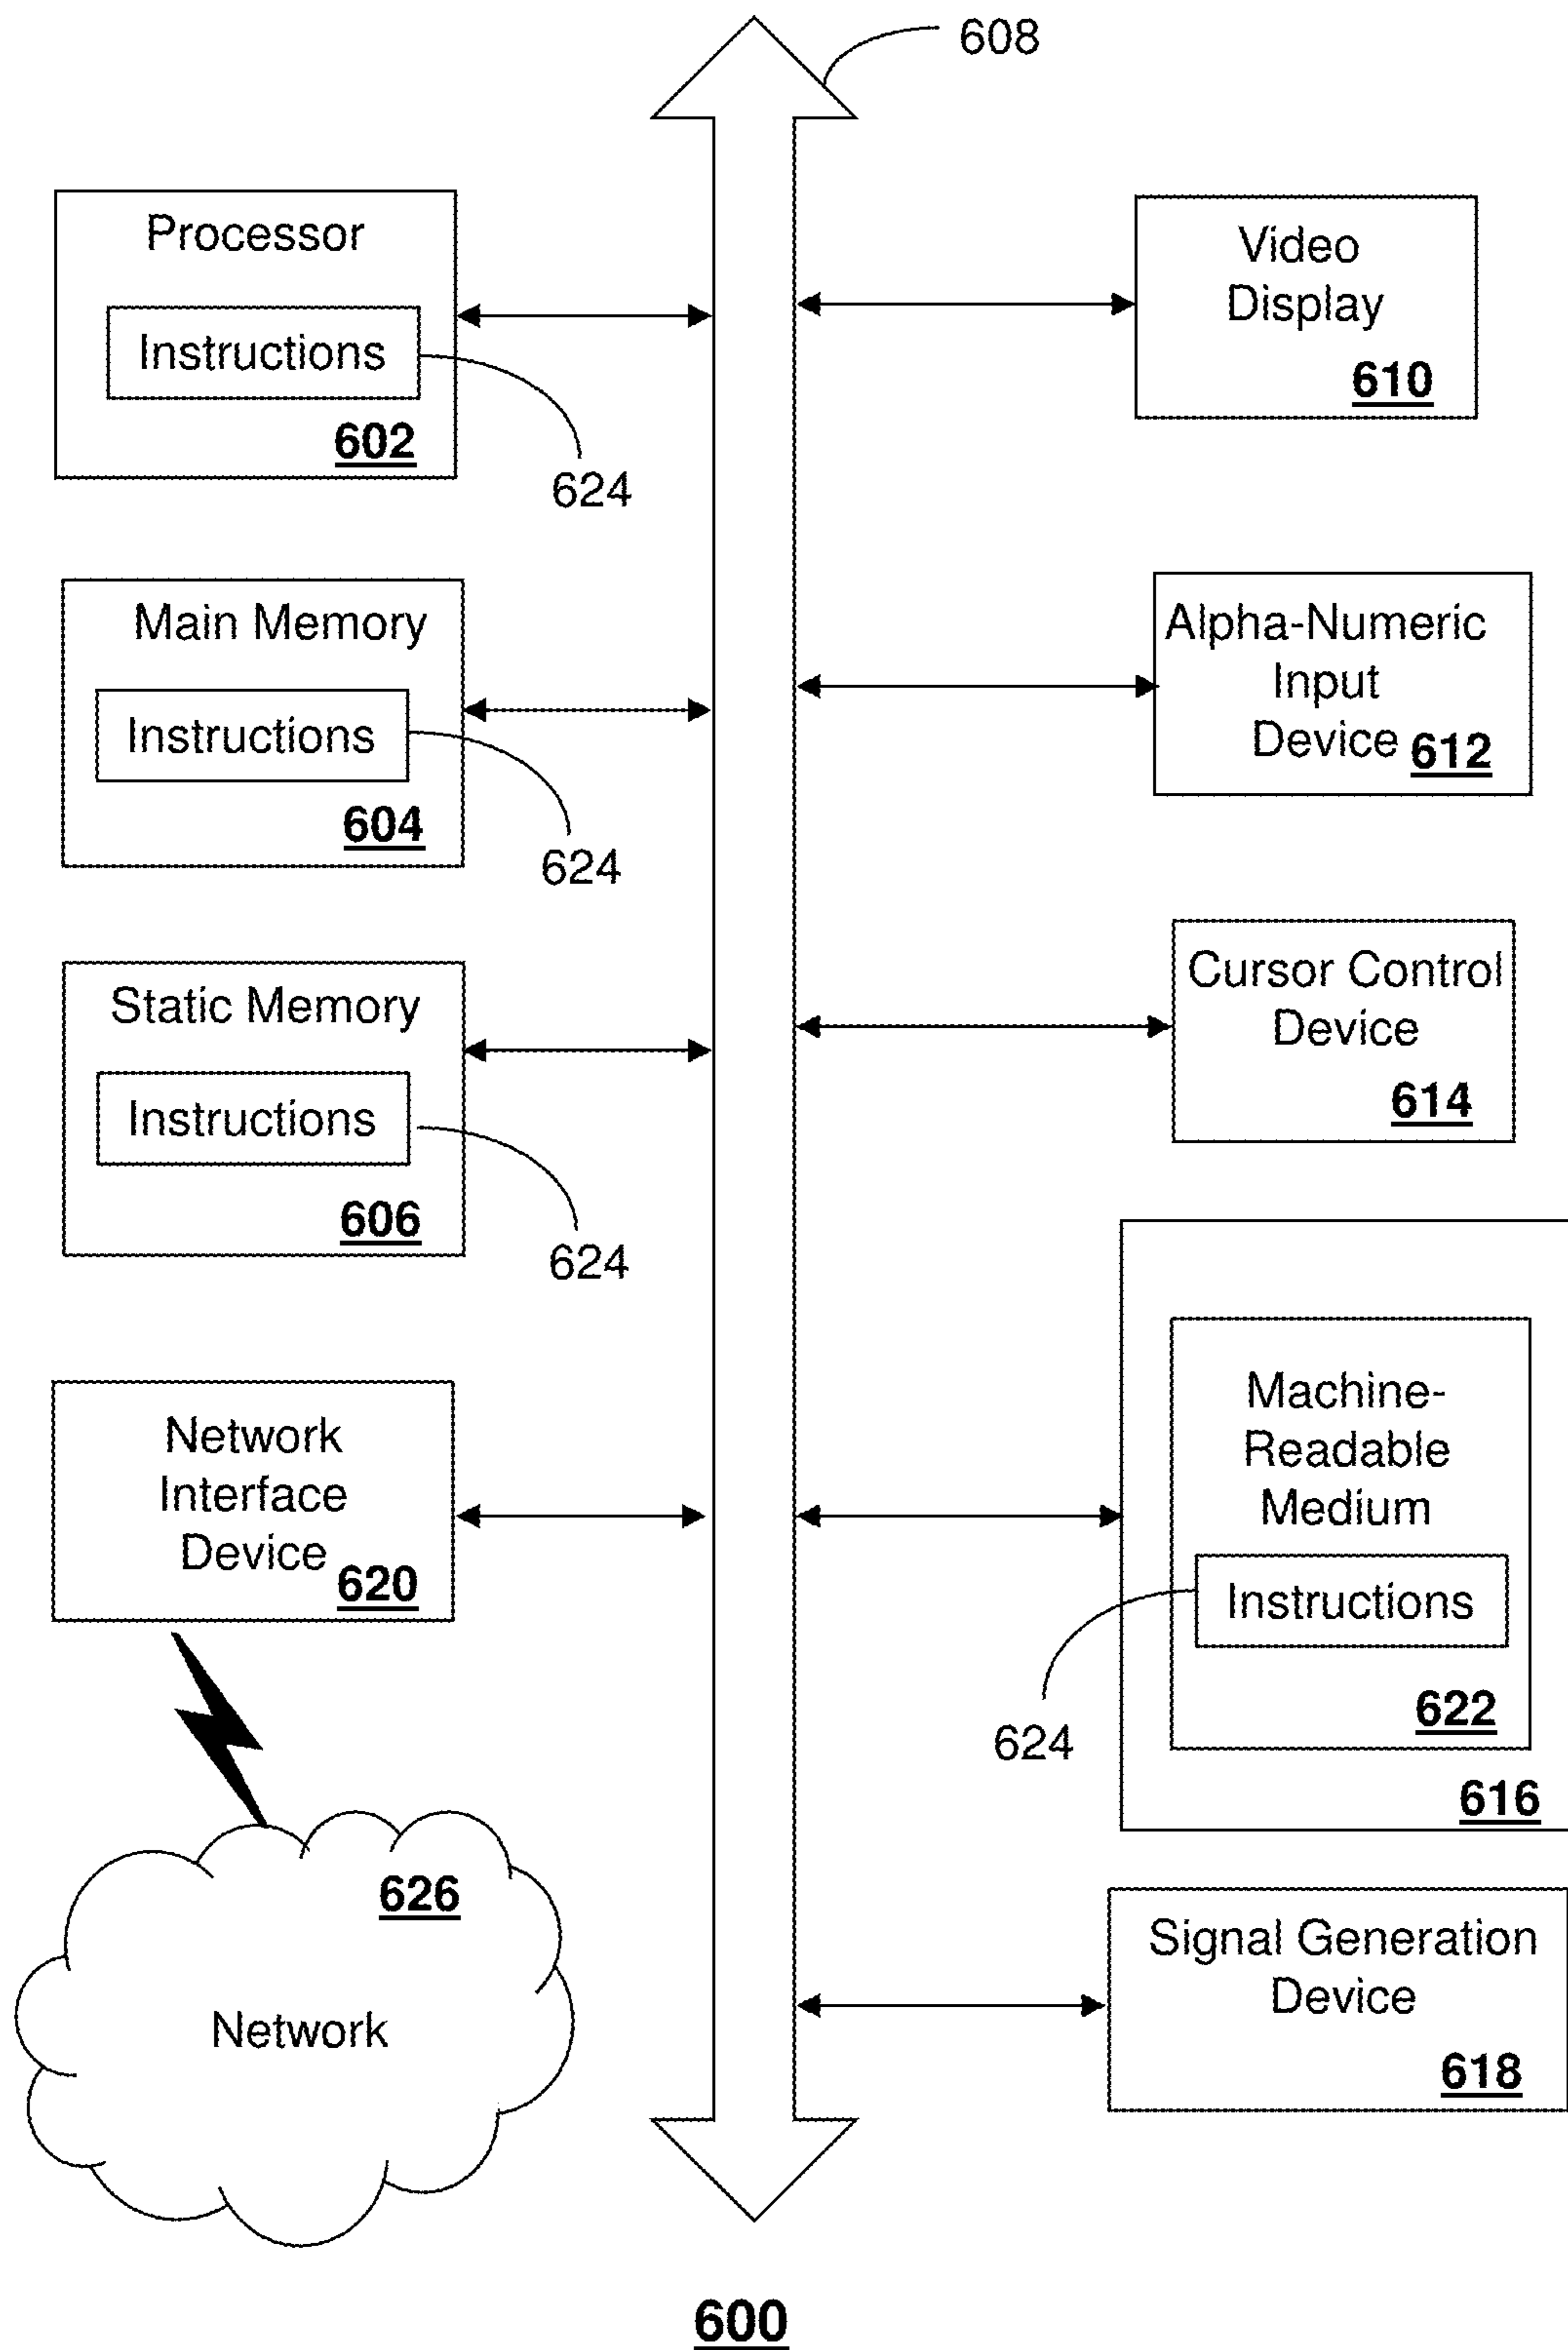 608
Processor
Instructions
602
624
Main Memory
Instructions
604
624
Static Memory
Instructions
606
624
Network
Interface
Device
620
626
Network
Video
Display
610
Alpha-Numeric
Input
Device
612
Cursor Control
Device
614
Machine-
Readable
Medium
Instructions
624
622
616
Signal Generation
Device
618
600